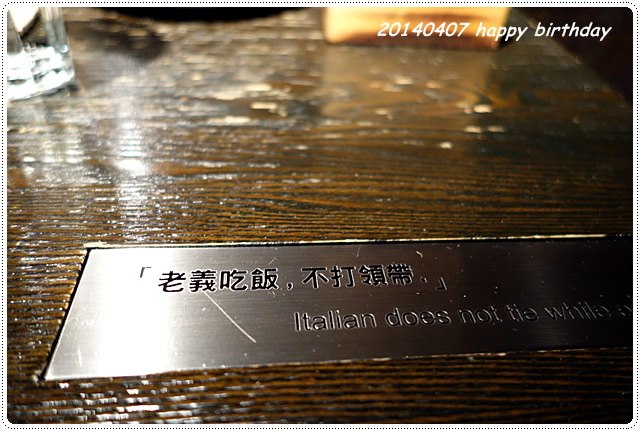 20140407 happy birthday
「老義吃飯，不打領帶．」
Italian does not tie while